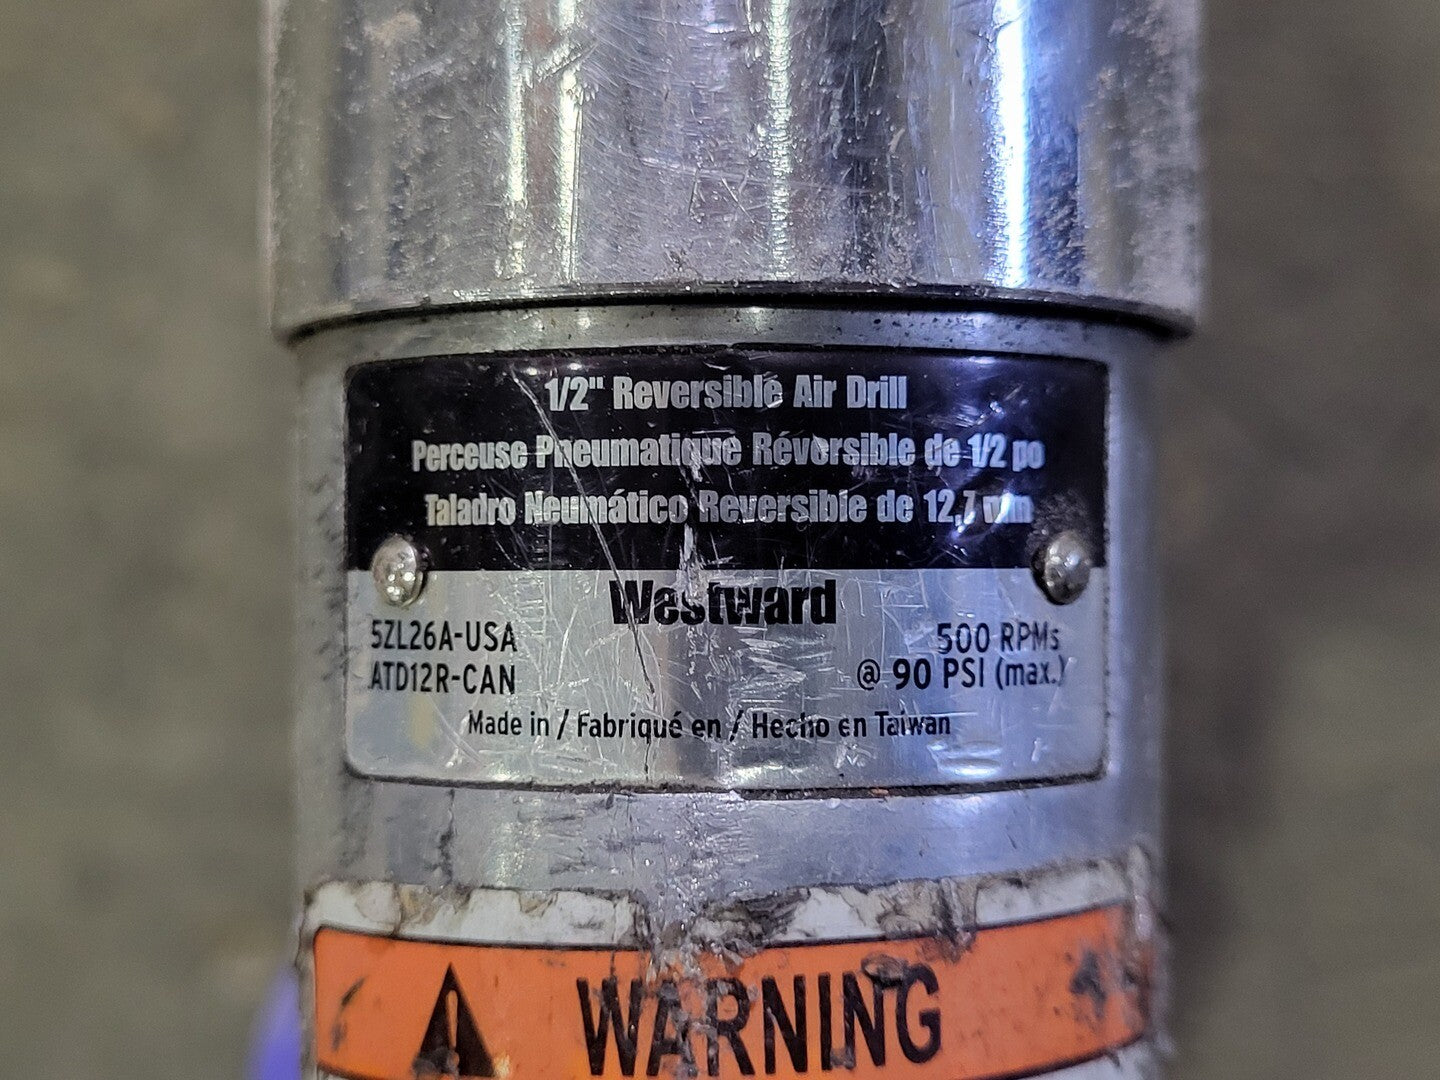 1/2" Reversible Air Drill
Perceuse Pneumatique Réversible de 1/2 po
Taladro Neumático Reversible de 12,7 mm
Westward
5ZL26A-USA
ATD12R-CAN
500 RPMs
@ 90 PSI (max.)
Made in / Fabriqué en / Hecho en Taiwan
WARNING